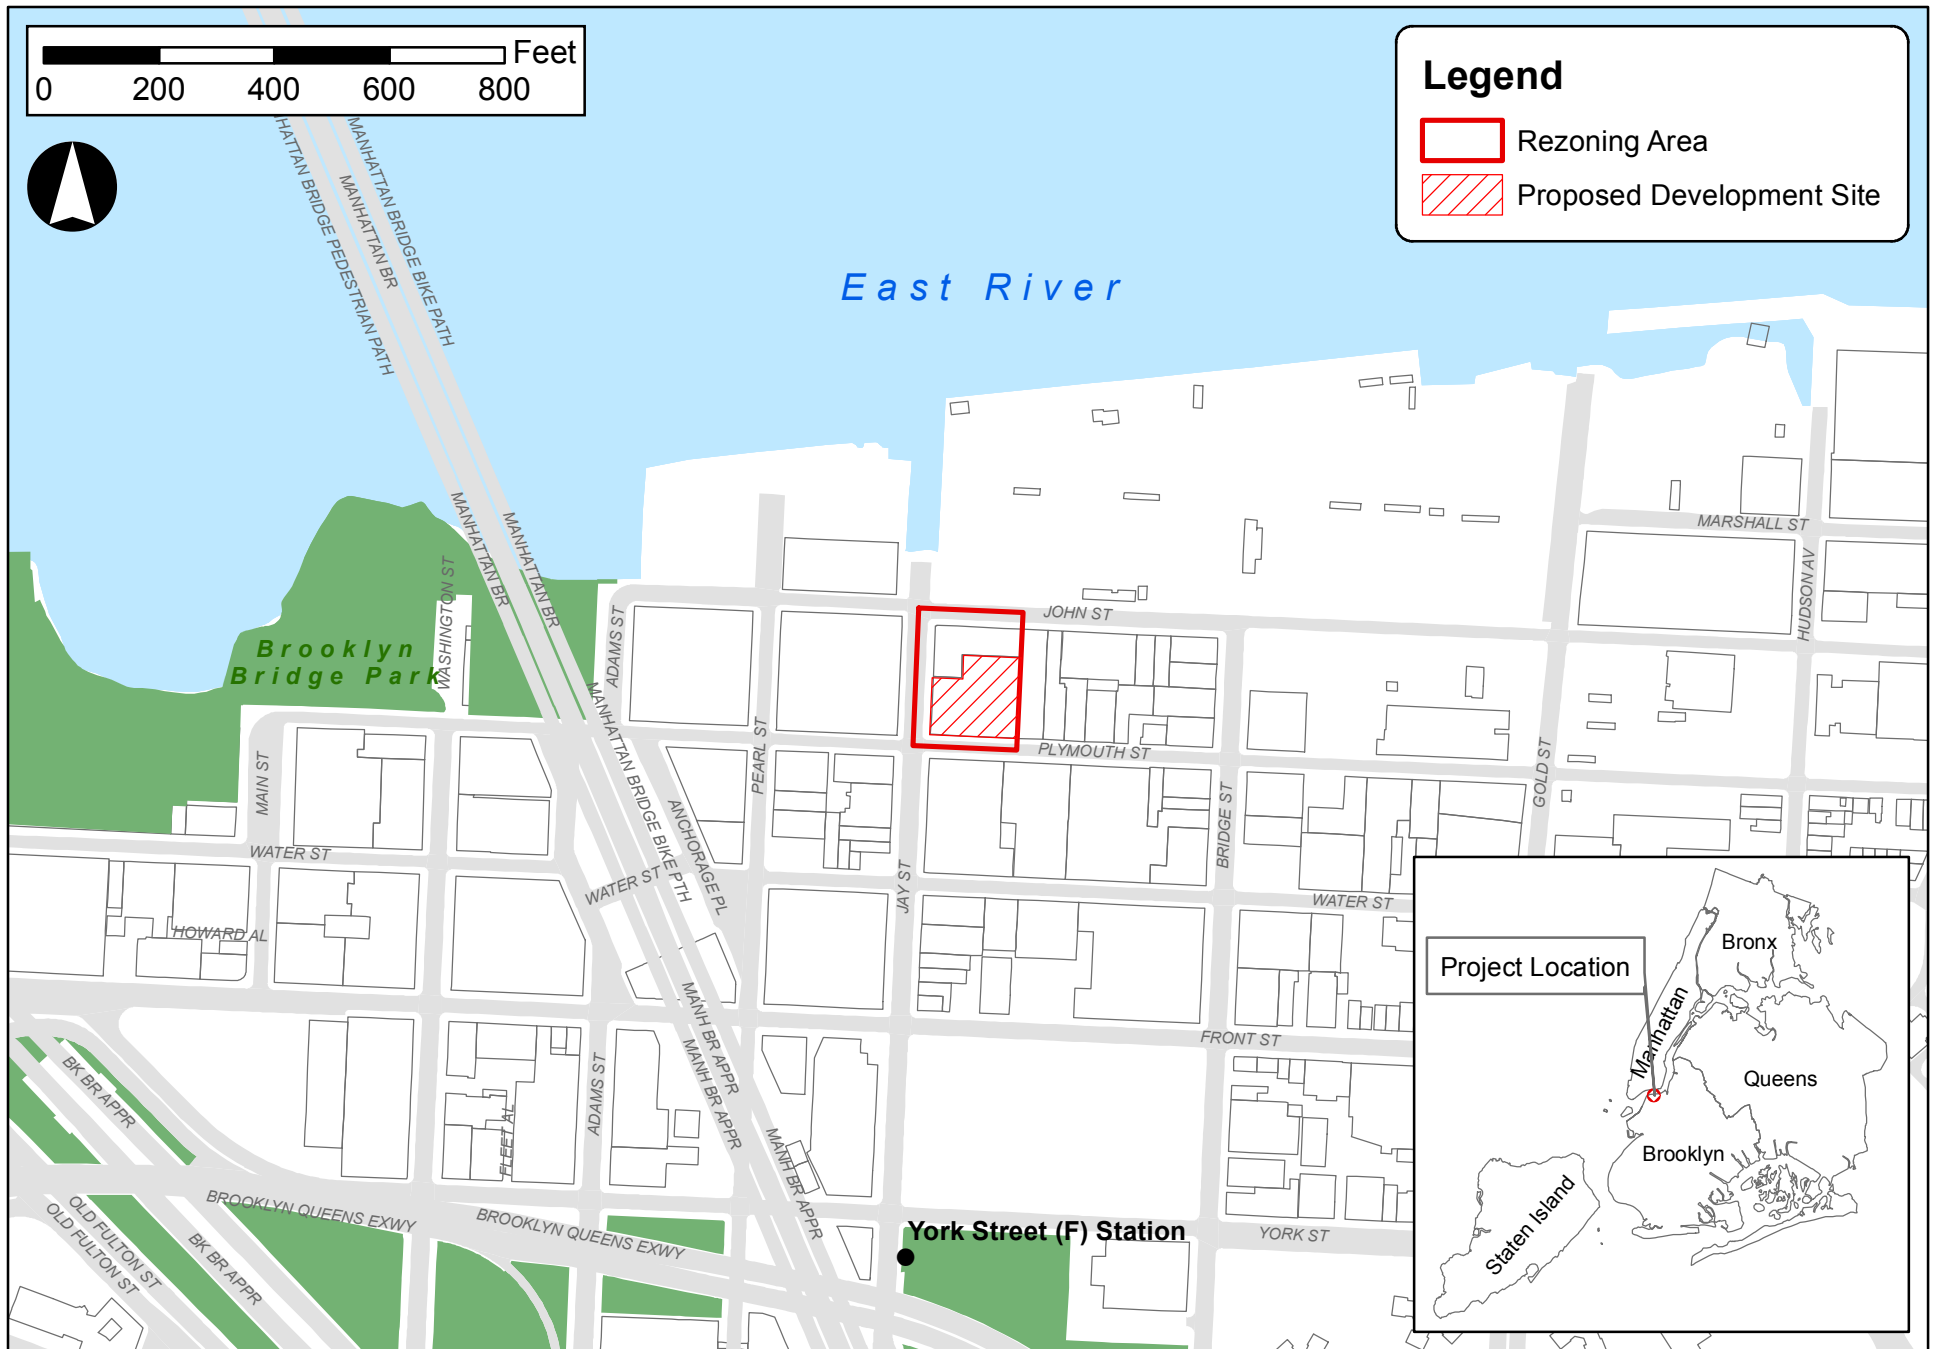 Feet
0 200 400 600 800
Legend
Rezoning Area
Proposed Development Site
MANHATTAN BRIDGE PEDESTRIAN PATH
MANHATTAN BR
MANHATTAN BRIDGE BIKE PATH
East River
MANHATTAN BR
MANHATTAN BR
MARSHALL ST
HUDSON AV
WASHINGTON ST
ADAMS ST
JOHN ST
Brooklyn
Bridge Park
MAIN ST
PEARL ST
PLYMOUTH ST
MANHATTAN BRIDGE BIKE PTH
ANCHORAGE PL
BRIDGE ST
GOLD ST
WATER ST
WATER ST
JAY ST
WATER ST
HOWARD AL
Project Location
Bronx
Manhattan
Queens
Brooklyn
Staten Island
MANH BR APPR
MANH BR APPR
FRONT ST
BK BR APPR
FLEET AL
ADAMS ST
MANH BR APPR
BROOKLYN QUEENS EXWY
BROOKLYN QUEENS EXWY
OLD FULTON ST
OLD FULTON ST
BK BR APPR
York Street (F) Station
YORK ST